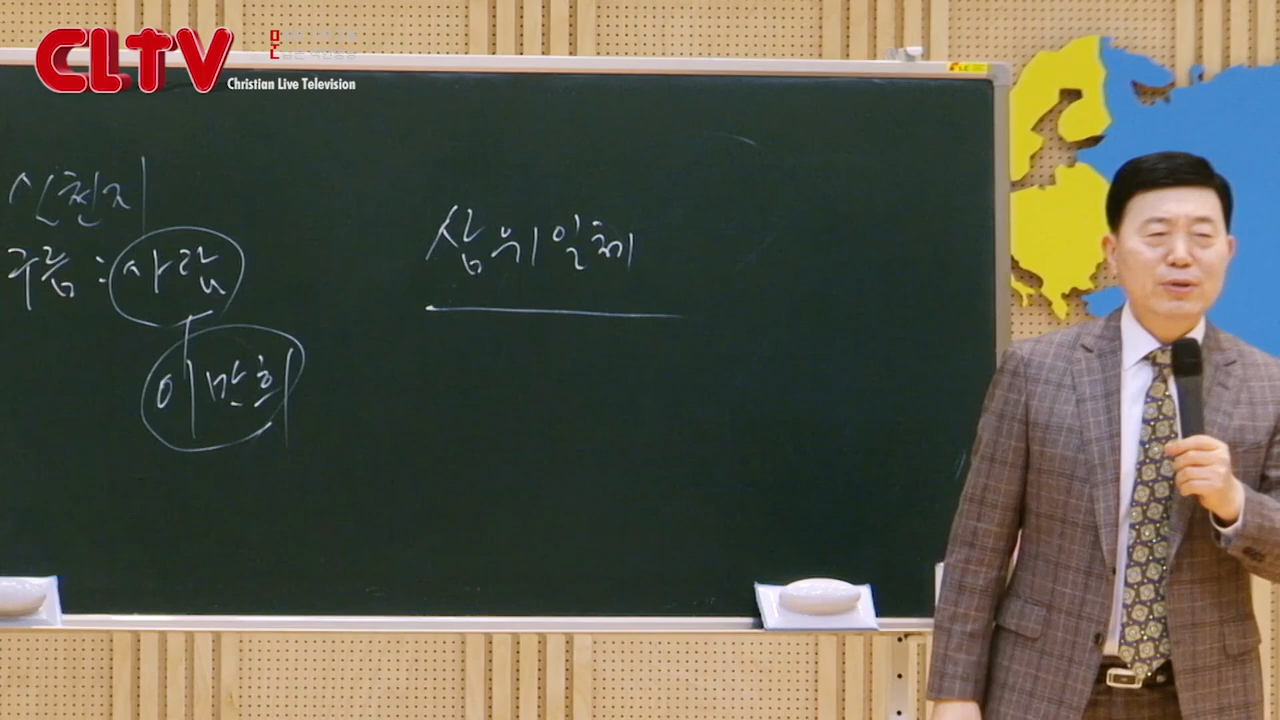 CLTV
Christian Live Television
신천지
구름 : 사람
이만희
삼위일체